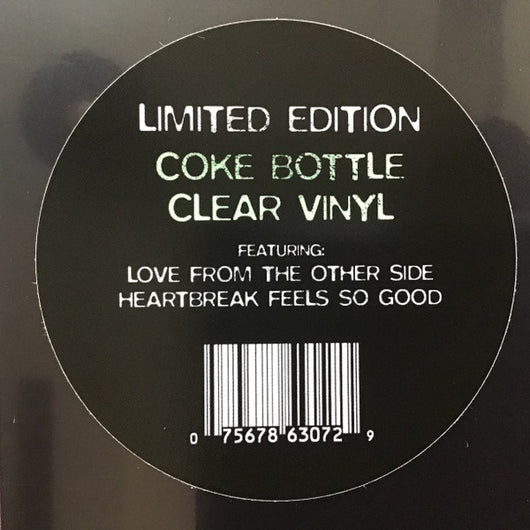 LIMITED EDITION
COKE BOTTLE
CLEAR VINYL
FEATURING:
LOVE FROM THE OTHER SIDE
HEARTBREAK FEELS SO GOOD
0 75678 63072 9